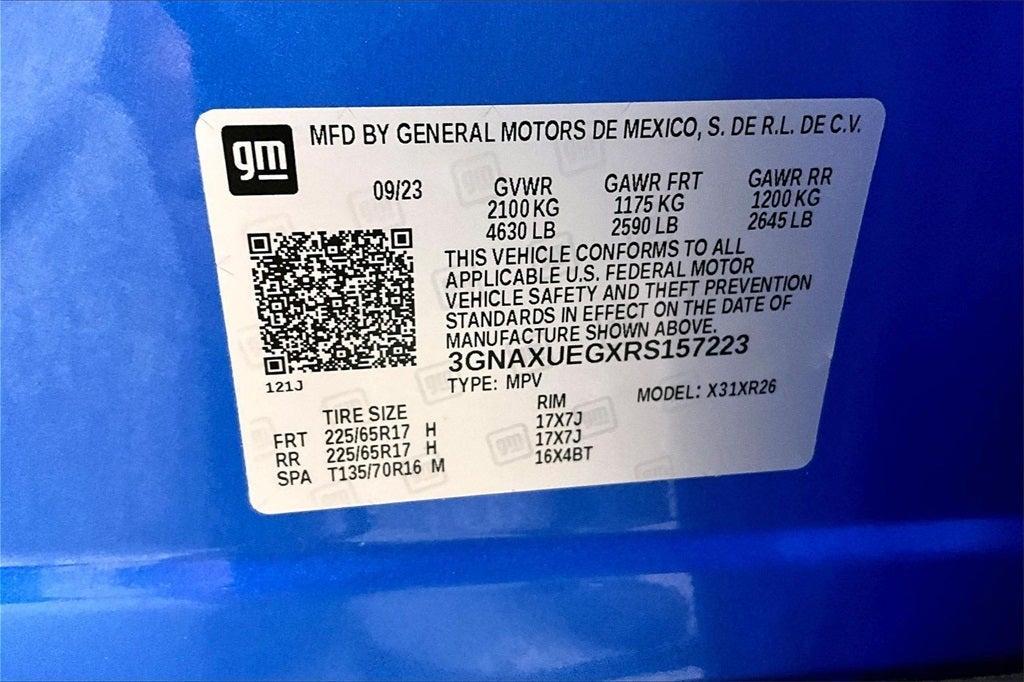 gm MFD BY GENERAL MOTORS DE MEXICO, S. DE R.L. DE C.V.
09/23 GVWR GAWR FRT GAWR RR
2100 KG 1175 KG 1200 KG
4630 LB 2590 LB 2645 LB
THIS VEHICLE CONFORMS TO ALL
APPLICABLE U.S. FEDERAL MOTOR
VEHICLE SAFETY AND THEFT PREVENTION
STANDARDS IN EFFECT ON THE DATE OF
MANUFACTURE SHOWN ABOVE.
3GNAXUEGXRS157223
121J TYPE: MPV MODEL: X31XR26
TIRE SIZE RIM
FRT 225/65R17 H 17X7J
RR 225/65R17 H 17X7J
SPA T135/70R16 M 16X4BT